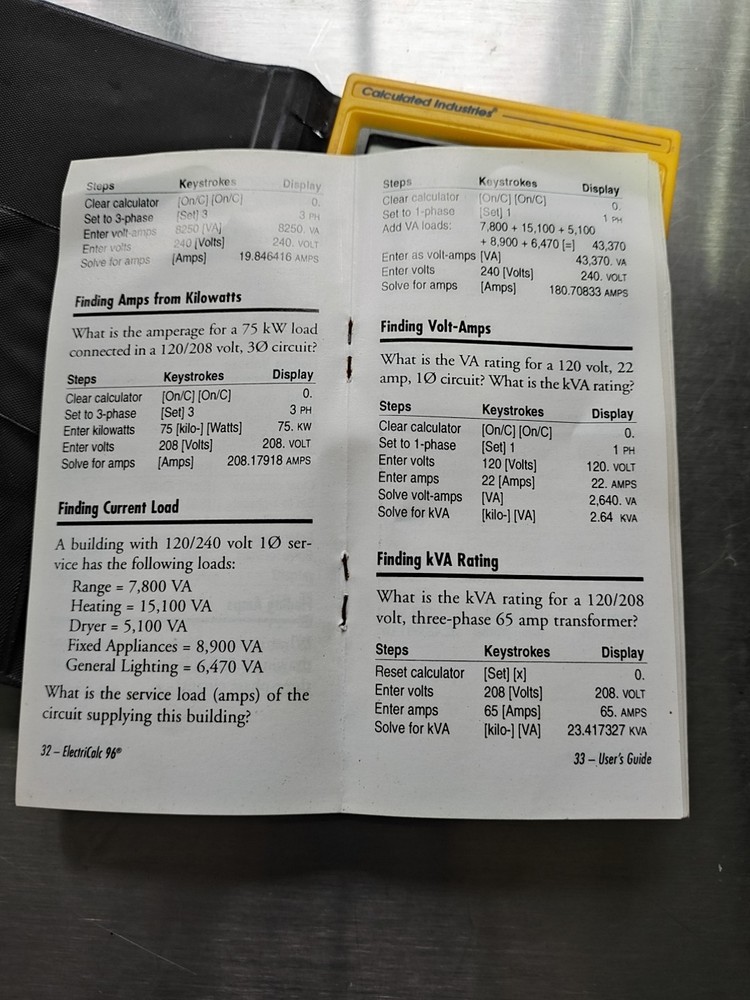 Calculated Industries®
Steps Keystrokes Display
Clear calculator [On/C] [On/C] 0.
Set to 3-phase [Set] 3 3 PH
Enter volt-amps 8250 [VA] 8250. VA
Enter volts 240 [Volts] 240. VOLT
Solve for amps [Amps] 19.846416 AMPS
Finding Amps from Kilowatts
What is the amperage for a 75 kW load
connected in a 120/208 volt, 3Ø circuit?
Steps Keystrokes Display
Clear calculator [On/C] [On/C] 0.
Set to 3-phase [Set] 3 3 PH
Enter kilowatts 75 [kilo-] [Watts] 75. KW
Enter volts 208 [Volts] 208. VOLT
Solve for amps [Amps] 208.17918 AMPS
Finding Current Load
A building with 120/240 volt 1Ø ser-
vice has the following loads:
Range = 7,800 VA
Heating = 15,100 VA
Dryer = 5,100 VA
Fixed Appliances = 8,900 VA
General Lighting = 6,470 VA
What is the service load (amps) of the
circuit supplying this building?
32 – ElectriCalc 96®
Steps Keystrokes Display
Clear calculator [On/C] [On/C] 0.
Set to 1-phase [Set] 1 1 PH
Add VA loads: 7,800 + 15,100 + 5,100
+ 8,900 + 6,470 [=] 43,370
Enter as volt-amps [VA] 43,370. VA
Enter volts 240 [Volts] 240. VOLT
Solve for amps [Amps] 180.70833 AMPS
Finding Volt-Amps
What is the VA rating for a 120 volt, 22
amp, 1Ø circuit? What is the kVA rating?
Steps Keystrokes Display
Clear calculator [On/C] [On/C] 0.
Set to 1-phase [Set] 1 1 PH
Enter volts 120 [Volts] 120. VOLT
Enter amps 22 [Amps] 22. AMPS
Solve volt-amps [VA] 2,640. VA
Solve for kVA [kilo-] [VA] 2.64 KVA
Finding kVA Rating
What is the kVA rating for a 120/208
volt, three-phase 65 amp transformer?
Steps Keystrokes Display
Reset calculator [Set] [x] 0.
Enter volts 208 [Volts] 208. VOLT
Enter amps 65 [Amps] 65. AMPS
Solve for kVA [kilo-] [VA] 23.417327 KVA
33 – User's Guide